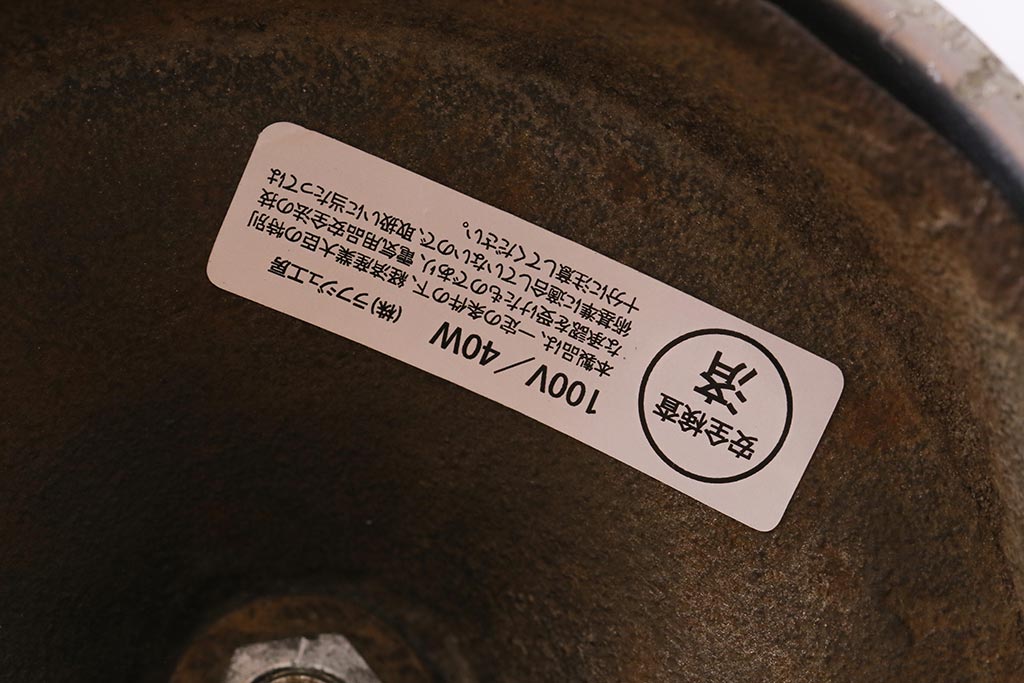 安全検査
済
100V／40W
(株)ラフジュ工房
本製品は、一定の条件の下、経済産業大臣の特別
な承認を受けたものであり、電気用品安全法の技
術基準に適合していないので、取扱いに当たっては
十分に注意してください。